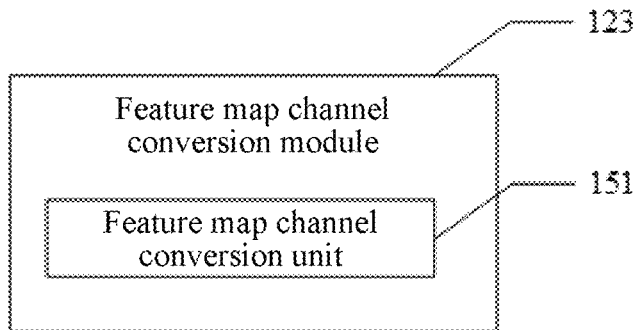 123
Feature map channel
conversion module
151
Feature map channel
conversion unit